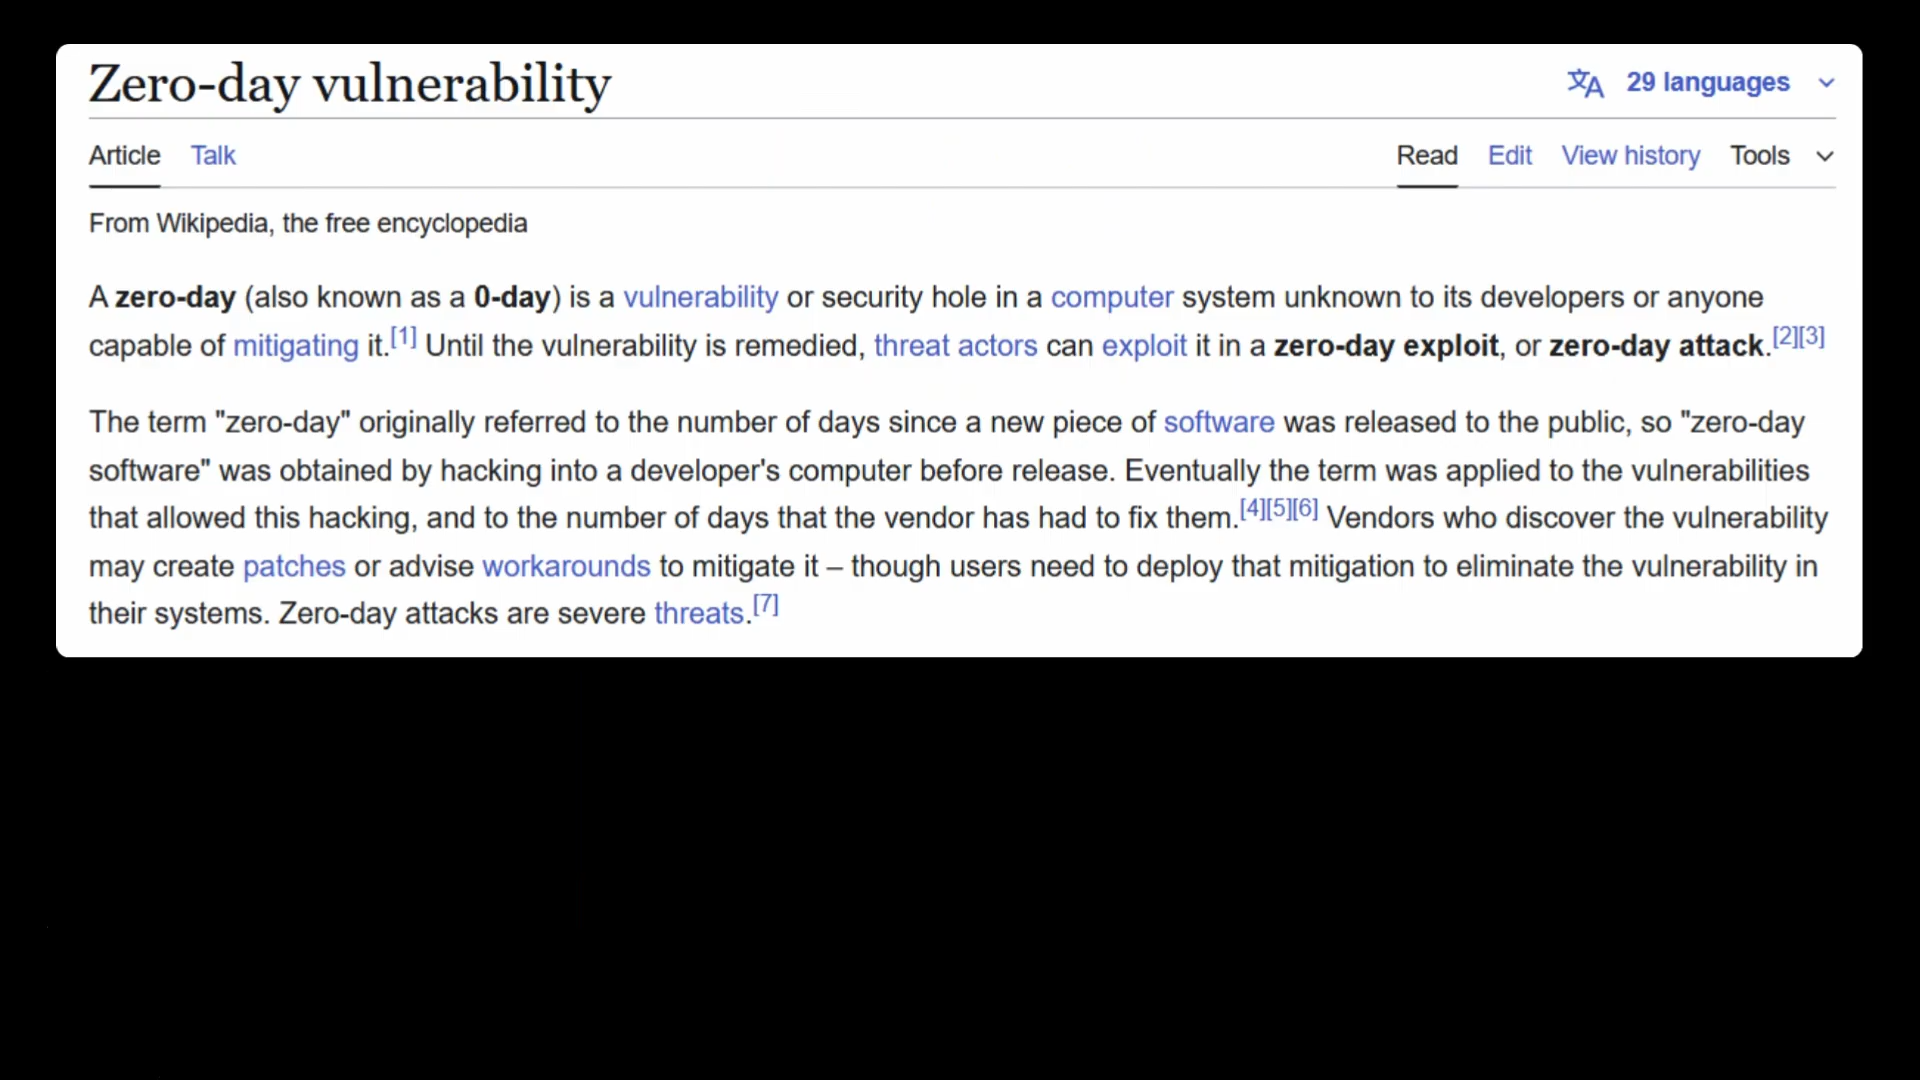 Zero-day vulnerability
29 languages
Article Talk
Read Edit View history Tools
From Wikipedia, the free encyclopedia
A zero-day (also known as a 0-day) is a vulnerability or security hole in a computer system unknown to its developers or anyone
capable of mitigating it.[1] Until the vulnerability is remedied, threat actors can exploit it in a zero-day exploit, or zero-day attack.[2][3]
The term "zero-day" originally referred to the number of days since a new piece of software was released to the public, so "zero-day
software" was obtained by hacking into a developer's computer before release. Eventually the term was applied to the vulnerabilities
that allowed this hacking, and to the number of days that the vendor has had to fix them.[4][5][6] Vendors who discover the vulnerability
may create patches or advise workarounds to mitigate it – though users need to deploy that mitigation to eliminate the vulnerability in
their systems. Zero-day attacks are severe threats.[7]